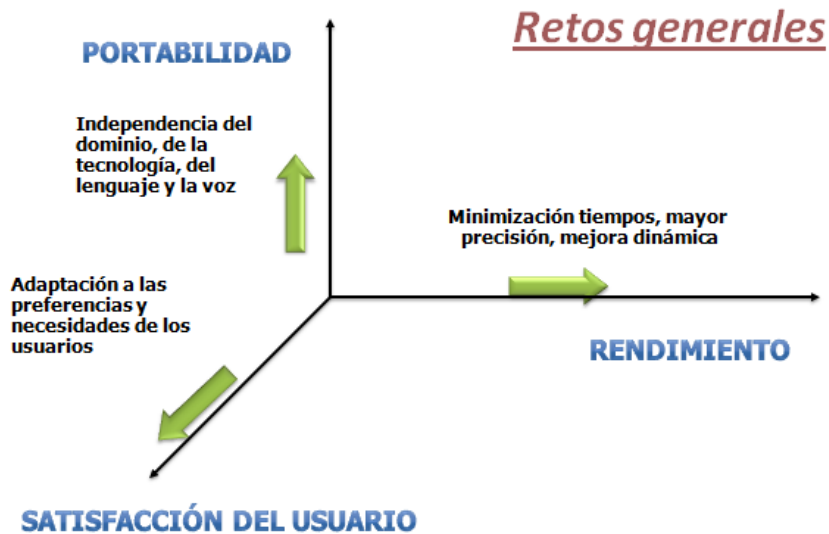 Retos generales
PORTABILIDAD
Independencia del
dominio, de la
tecnología, del
lenguaje y la voz
Minimización tiempos, mayor
precisión, mejora dinámica
Adaptación a las
preferencias y
necesidades de los
usuarios
RENDIMIENTO
SATISFACCIÓN DEL USUARIO